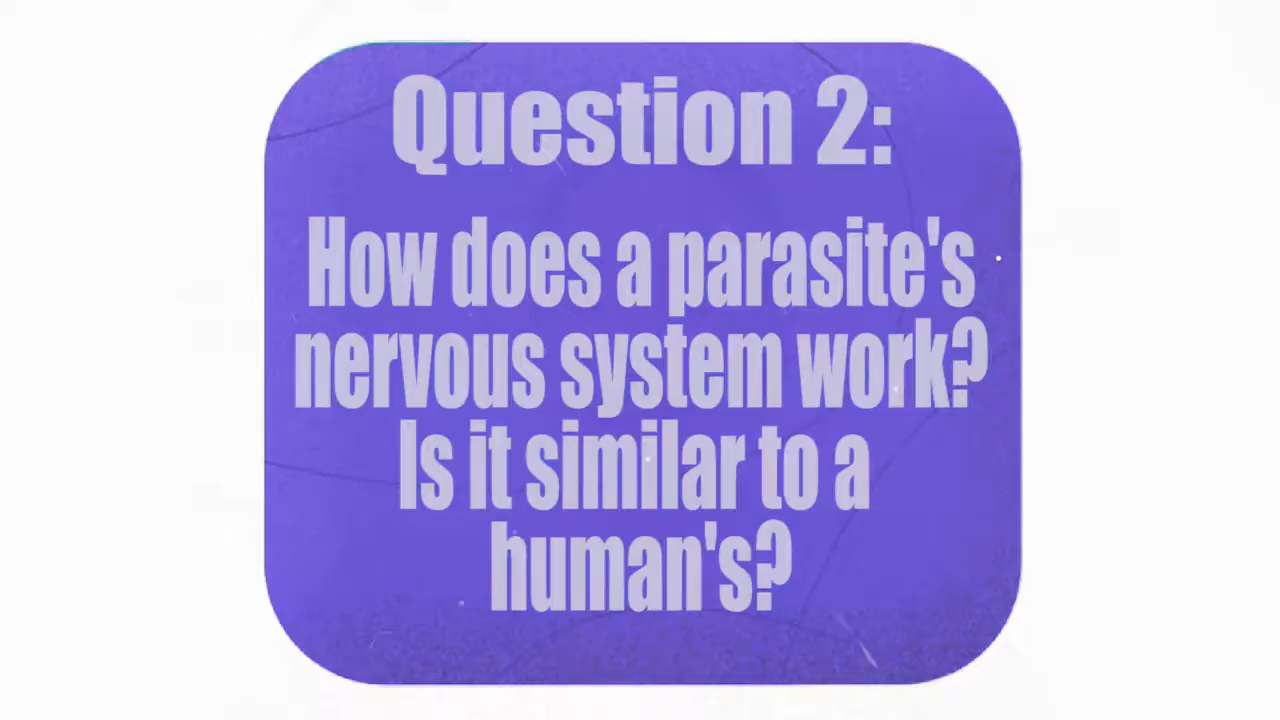 Question 2:
How does a parasite's
nervous system work?
Is it similar to a
human's?